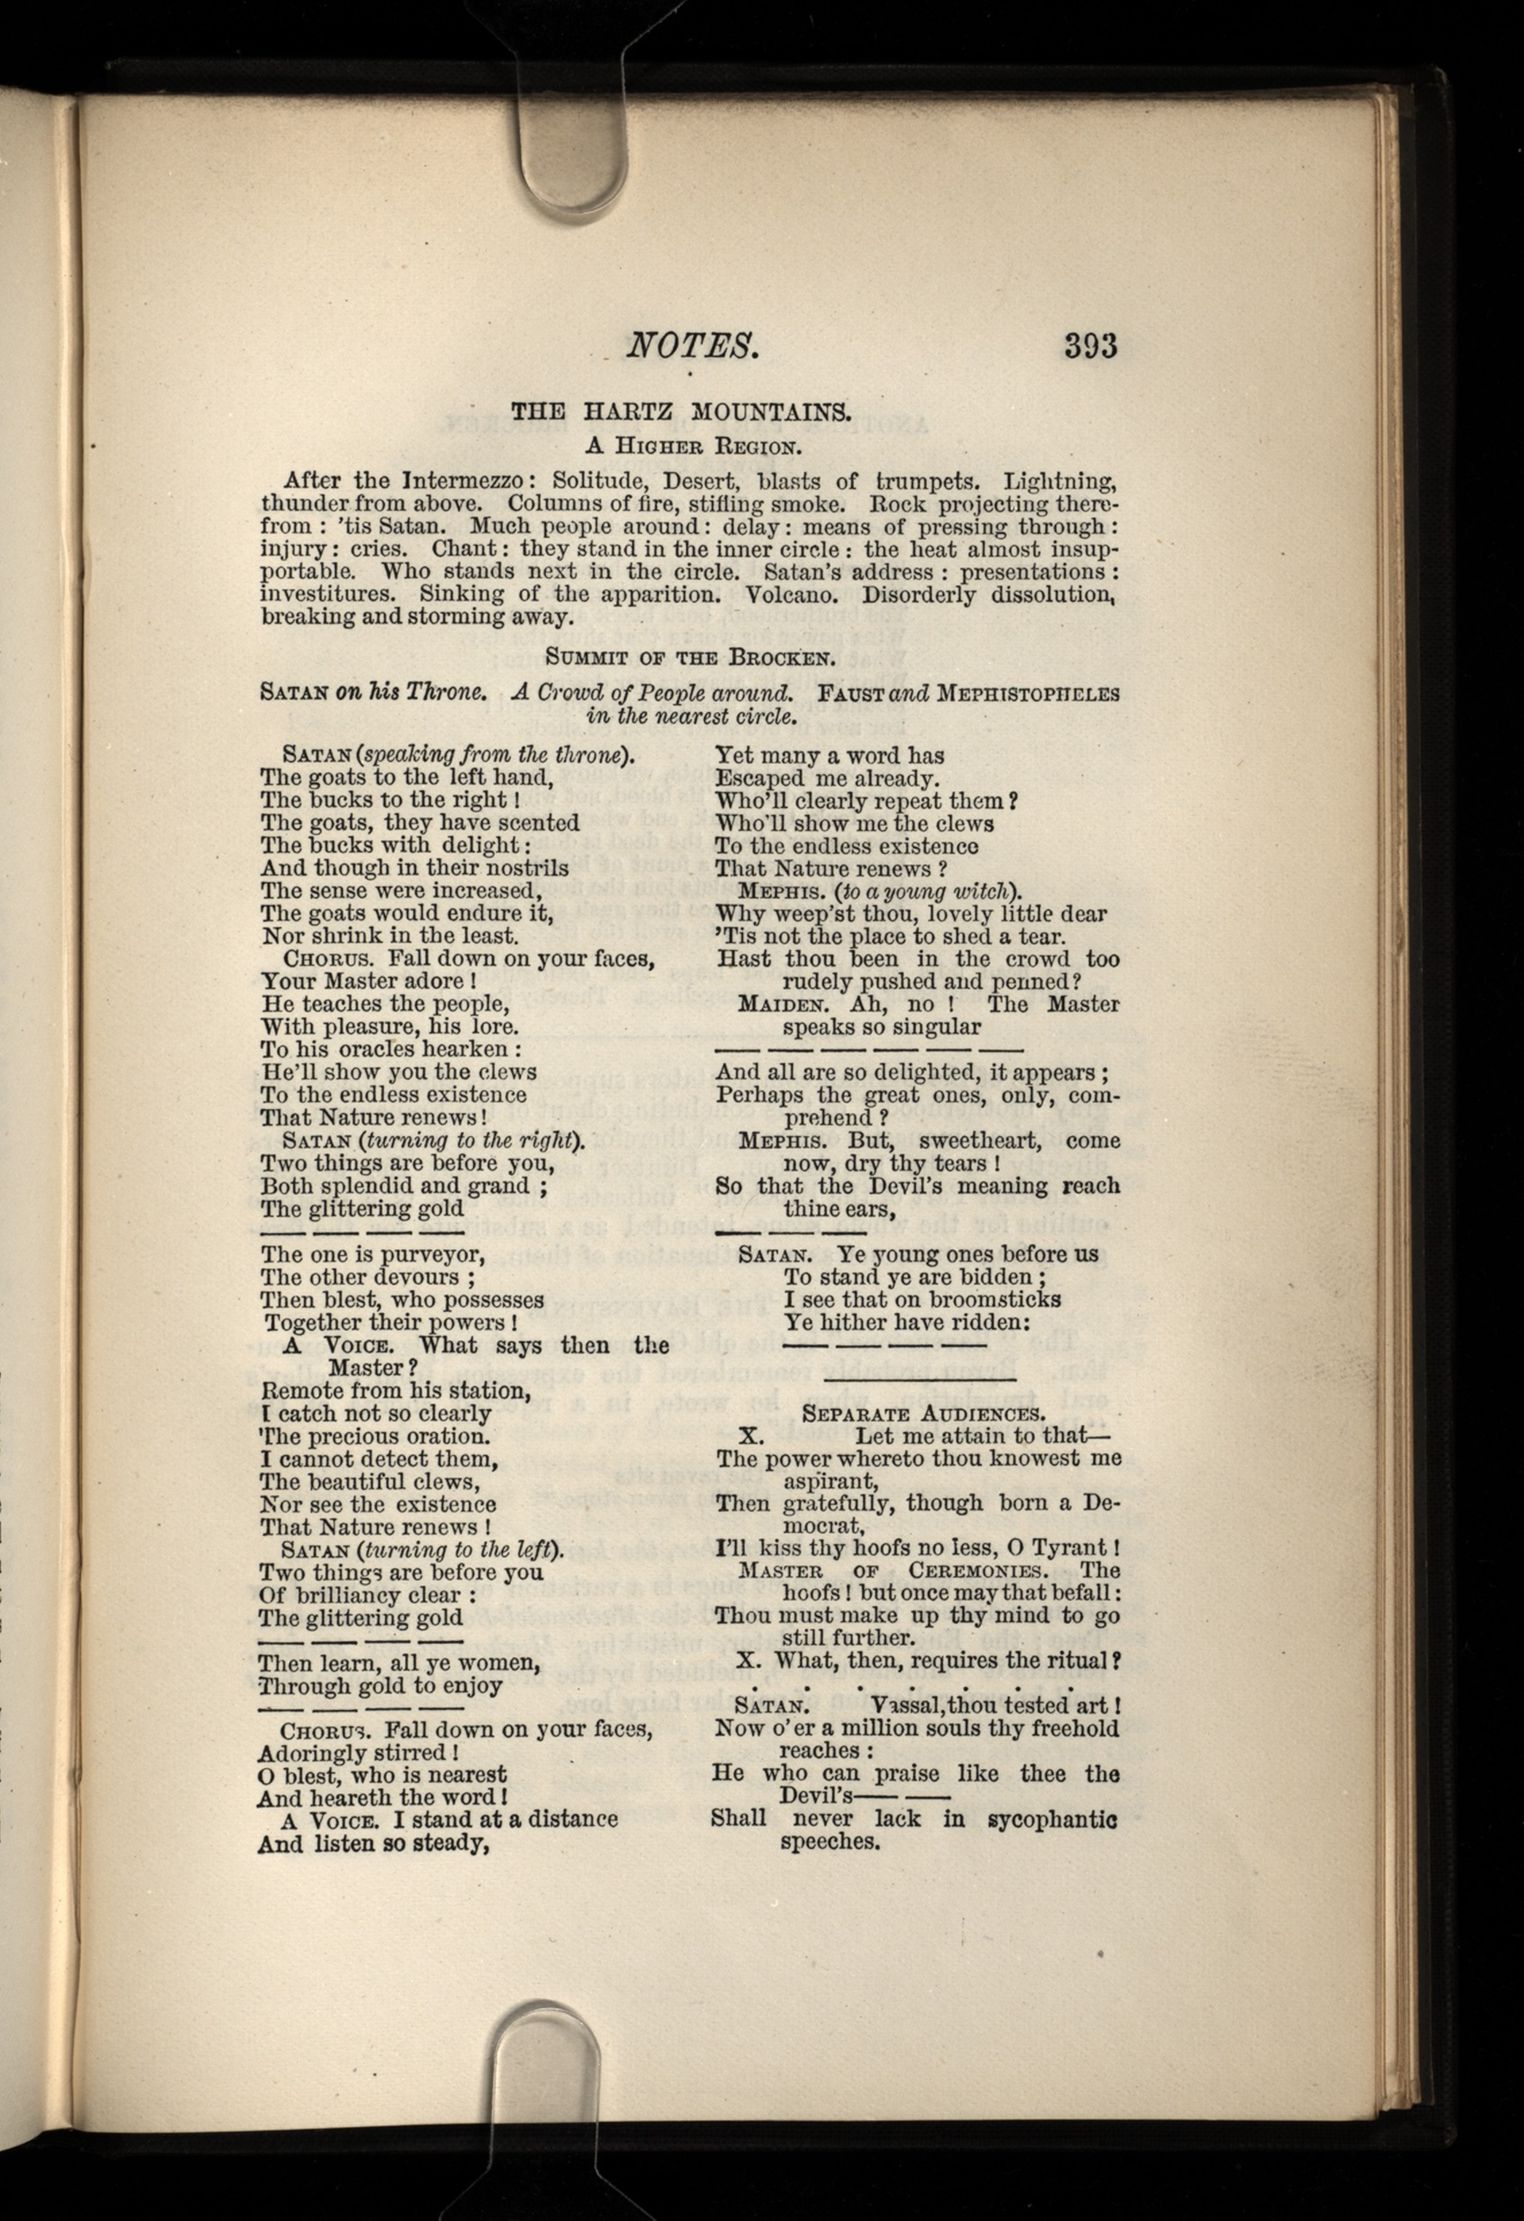 NOTES.
393
THE HARTZ MOUNTAINS.
A HIGHER REGION.
After the Intermezzo: Solitude, Desert, blasts of trumpets. Lightning,
thunder from above. Columns of fire, stifling smoke. Rock projecting there-
from : 'tis Satan. Much people around: delay: means of pressing through:
injury: cries. Chant: they stand in the inner circle: the heat almost insup-
portable. Who stands next in the circle. Satan's address: presentations:
investitures. Sinking of the apparition. Volcano. Disorderly dissolution,
breaking and storming away.
SUMMIT OF THE BROCKEN.
SATAN on his Throne. A Crowd of People around. FAUST and MEPHISTOPHELES
in the nearest circle.
SATAN (speaking from the throne).
The goats to the left hand,
The bucks to the right!
The goats, they have scented
The bucks with delight:
And though in their nostrils
The sense were increased,
The goats would endure it,
Nor shrink in the least.
CHORUS. Fall down on your faces,
Your Master adore!
He teaches the people,
With pleasure, his lore.
To his oracles hearken:
He'll show you the clews
To the endless existence
That Nature renews!
SATAN (turning to the right).
Two things are before you,
Both splendid and grand;
The glittering gold
— — — —
The one is purveyor,
The other devours;
Then blest, who possesses
Together their powers!
A VOICE. What says then the
Master?
Remote from his station,
I catch not so clearly
The precious oration.
I cannot detect them,
The beautiful clews,
Nor see the existence
That Nature renews!
SATAN (turning to the left).
Two things are before you
Of brilliancy clear:
The glittering gold
— — — —
Then learn, all ye women,
Through gold to enjoy
— — — —
CHORUS. Fall down on your faces,
Adoringly stirred!
O blest, who is nearest
And heareth the word!
A VOICE. I stand at a distance
And listen so steady,
Yet many a word has
Escaped me already.
Who'll clearly repeat them?
Who'll show me the clews
To the endless existence
That Nature renews?
MEPHIS. (to a young witch).
Why weep'st thou, lovely little dear
'Tis not the place to shed a tear.
Hast thou been in the crowd too
rudely pushed and penned?
MAIDEN. Ah, no! The Master
speaks so singular
— — — — — —
And all are so delighted, it appears;
Perhaps the great ones, only, com-
prehend?
MEPHIS. But, sweetheart, come
now, dry thy tears!
So that the Devil's meaning reach
thine ears,
— — —
SATAN. Ye young ones before us
To stand ye are bidden;
I see that on broomsticks
Ye hither have ridden:
— — — —
SEPARATE AUDIENCES.
X. Let me attain to that—
The power whereto thou knowest me
aspirant,
Then gratefully, though born a De-
mocrat,
I'll kiss thy hoofs no less, O Tyrant!
MASTER OF CEREMONIES. The
hoofs! but once may that befall:
Thou must make up thy mind to go
still further.
X. What, then, requires the ritual?
. . . . . . .
SATAN. Vassal, thou tested art!
Now o'er a million souls thy freehold
reaches:
He who can praise like thee the
Devil's— —
Shall never lack in sycophantic
speeches.